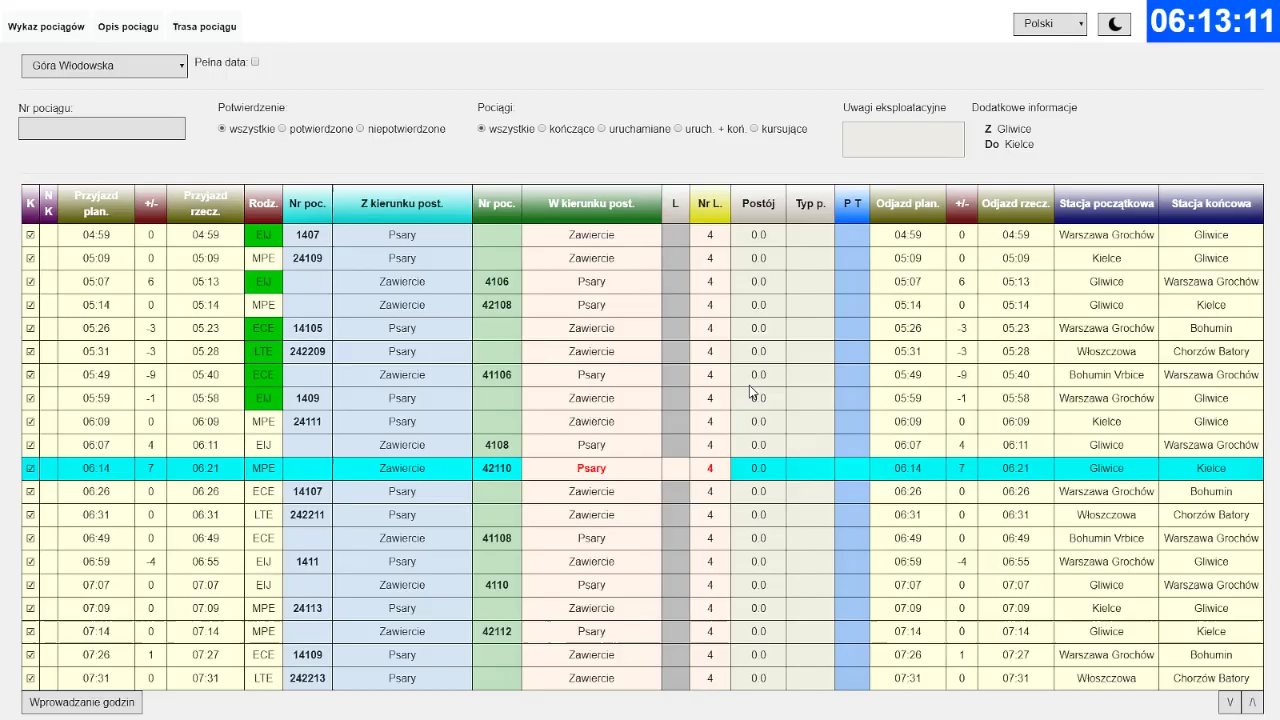 Wykaz pociągów Opis pociągu Trasa pociągu Polski 06:13:11
Góra Włodowska Pełna data:
Nr pociągu: Potwierdzenie: Pociągi: Uwagi eksploatacyjne Dodatkowe informacje
wszystkie potwierdzone niepotwierdzone wszystkie kończące uruchamiane uruch. + koń. kursujące Z Gliwice
Do Kielce
K N K Przyjazd plan. +/- Przyjazd rzecz. Rodz. Nr poc. Z kierunku post. Nr poc. W kierunku post. L Nr L. Postój Typ p. P T Odjazd plan. +/- Odjazd rzecz. Stacja początkowa Stacja końcowa
04:59 0 04:59 EIJ 1407 Psary Zawiercie 4 0.0 04:59 0 04:59 Warszawa Grochów Gliwice
05:09 0 05:09 MPE 24109 Psary Zawiercie 4 0.0 05:09 0 05:09 Kielce Gliwice
05:07 6 05:13 EIJ Zawiercie 4106 Psary 4 0.0 05:07 6 05:13 Gliwice Warszawa Grochów
05:14 0 05:14 MPE Zawiercie 42108 Psary 4 0.0 05:14 0 05:14 Gliwice Kielce
05:26 -3 05:23 ECE 14105 Psary Zawiercie 4 0.0 05:26 -3 05:23 Warszawa Grochów Bohumin
05:31 -3 05:28 LTE 242209 Psary Zawiercie 4 0.0 05:31 -3 05:28 Włoszczowa Chorzów Batory
05:49 -9 05:40 ECE Zawiercie 41106 Psary 4 0.0 05:49 -9 05:40 Bohumin Vrbice Warszawa Grochów
05:59 -1 05:58 EIJ 1409 Psary Zawiercie 4 0.0 05:59 -1 05:58 Warszawa Grochów Gliwice
06:09 0 06:09 MPE 24111 Psary Zawiercie 4 0.0 06:09 0 06:09 Kielce Gliwice
06:07 4 06:11 EIJ Zawiercie 4108 Psary 4 0.0 06:07 4 06:11 Gliwice Warszawa Grochów
06:14 7 06:21 MPE Zawiercie 42110 Psary 4 0.0 06:14 7 06:21 Gliwice Kielce
06:26 0 06:26 ECE 14107 Psary Zawiercie 4 0.0 06:26 0 06:26 Warszawa Grochów Bohumin
06:31 0 06:31 LTE 242211 Psary Zawiercie 4 0.0 06:31 0 06:31 Włoszczowa Chorzów Batory
06:49 0 06:49 ECE Zawiercie 41108 Psary 4 0.0 06:49 0 06:49 Bohumin Vrbice Warszawa Grochów
06:59 -4 06:55 EIJ 1411 Psary Zawiercie 4 0.0 06:59 -4 06:55 Warszawa Grochów Gliwice
07:07 0 07:07 EIJ Zawiercie 4110 Psary 4 0.0 07:07 0 07:07 Gliwice Warszawa Grochów
07:09 0 07:09 MPE 24113 Psary Zawiercie 4 0.0 07:09 0 07:09 Kielce Gliwice
07:14 0 07:14 MPE Zawiercie 42112 Psary 4 0.0 07:14 0 07:14 Gliwice Kielce
07:26 1 07:27 ECE 14109 Psary Zawiercie 4 0.0 07:26 1 07:27 Warszawa Grochów Bohumin
07:31 0 07:31 LTE 242213 Psary Zawiercie 4 0.0 07:31 0 07:31 Włoszczowa Chorzów Batory
Wprowadzanie godzin \/ /\